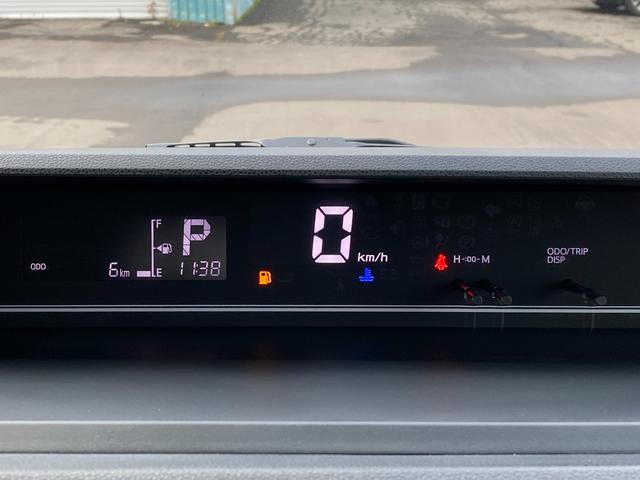 F
P
ODO
6km
E
11:38
0
km/h
H-:00-M
ODO/TRIP
DISP